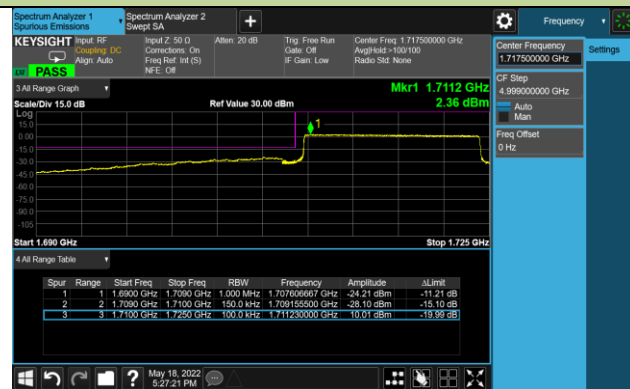 Spectrum Analyzer 1
Spurious Emissions
Spectrum Analyzer 2
Swept SA
Frequency
KEYSIGHT
Input: RF
Coupling: DC
Align: Auto
Input Z: 50 Ω
Corrections: On
Freq Ref: Int (S)
NFE: Off
Atten: 20 dB
Trig: Free Run
Gate: Off
IF Gain: Low
Center Freq: 1.717500000 GHz
Avg|Hold:>100/100
Radio Std: None
PASS
Center Frequency
1.717500000 GHz
Settings
CF Step
4.999000000 GHz
Auto
Man
Freq Offset
0 Hz
3 All Range Graph
Mkr1 1.7112 GHz
Scale/Div 15.0 dB
Ref Value 30.00 dBm
2.36 dBm
Log
15.0
0.00
-15.0
-30.0
-45.0
-60.0
-75.0
-90.0
-105
1
Start 1.690 GHz
Stop 1.725 GHz
4 All Range Table
Spur Range Start Freq Stop Freq RBW Frequency Amplitude ΔLimit
1 1 1.6900 GHz 1.7090 GHz 1.000 MHz 1.707606667 GHz -24.21 dBm -11.21 dB
2 2 1.7090 GHz 1.7100 GHz 150.0 kHz 1.709155500 GHz -28.10 dBm -15.10 dB
3 3 1.7100 GHz 1.7250 GHz 100.0 kHz 1.711230000 GHz 10.01 dBm -19.99 dB
May 18, 2022
5:27:21 PM